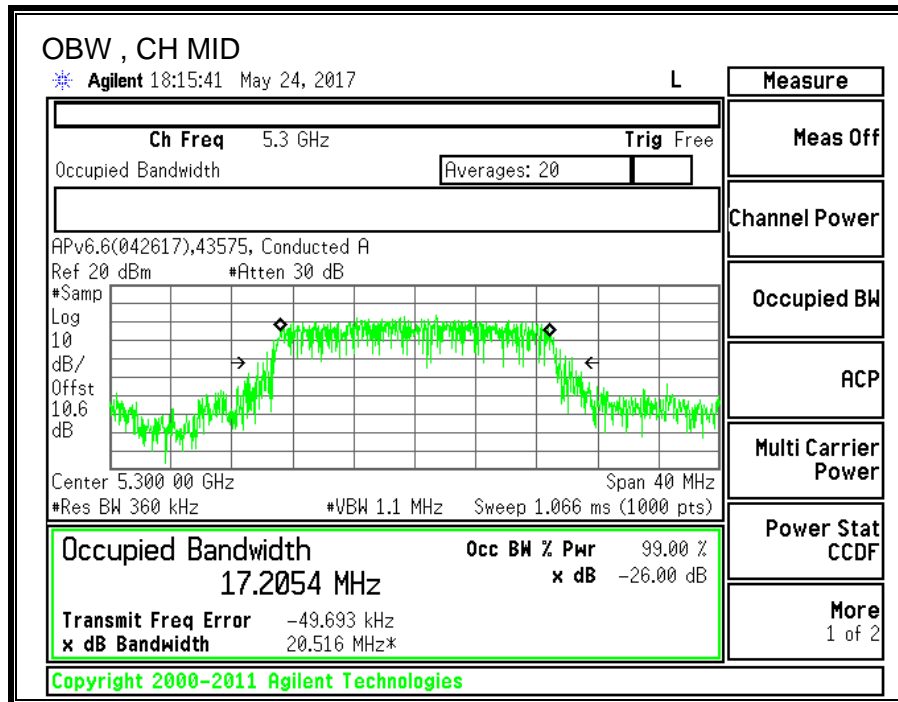 OBW , CH MID
Agilent 18:15:41 May 24, 2017 L
Measure
Ch Freq 5.3 GHz Trig Free
Meas Off
Occupied Bandwidth Averages: 20
Channel Power
APv6.6(042617),43575, Conducted A
Ref 20 dBm #Atten 30 dB
#Samp
Log
10
dB/
Offst
10.6
dB
Occupied BW
ACP
Multi Carrier
Power
Center 5.300 00 GHz Span 40 MHz
#Res BW 360 kHz #VBW 1.1 MHz Sweep 1.066 ms (1000 pts)
Power Stat
CCDF
Occupied Bandwidth Occ BW % Pwr 99.00 %
17.2054 MHz x dB -26.00 dB
Transmit Freq Error -49.693 kHz
x dB Bandwidth 20.516 MHz*
More
1 of 2
Copyright 2000-2011 Agilent Technologies